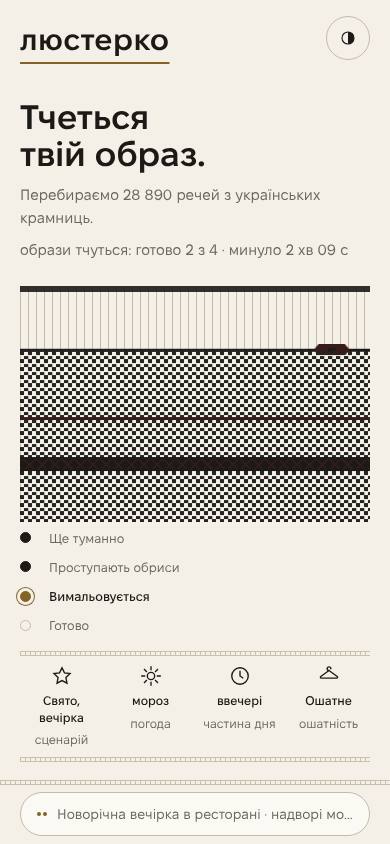 люстерко
Тчеться
твій образ.
Перебираємо 28 890 речей з українських
крамниць.
образи тчуться: готово 2 з 4 · минуло 2 хв 09 с
Ще туманно
Проступають обриси
Вимальовується
Готово
Свято,
вечірка
сценарій
мороз
погода
ввечері
частина дня
Ошатне
ошатність
Новорічна вечірка в ресторані · надворі мо…